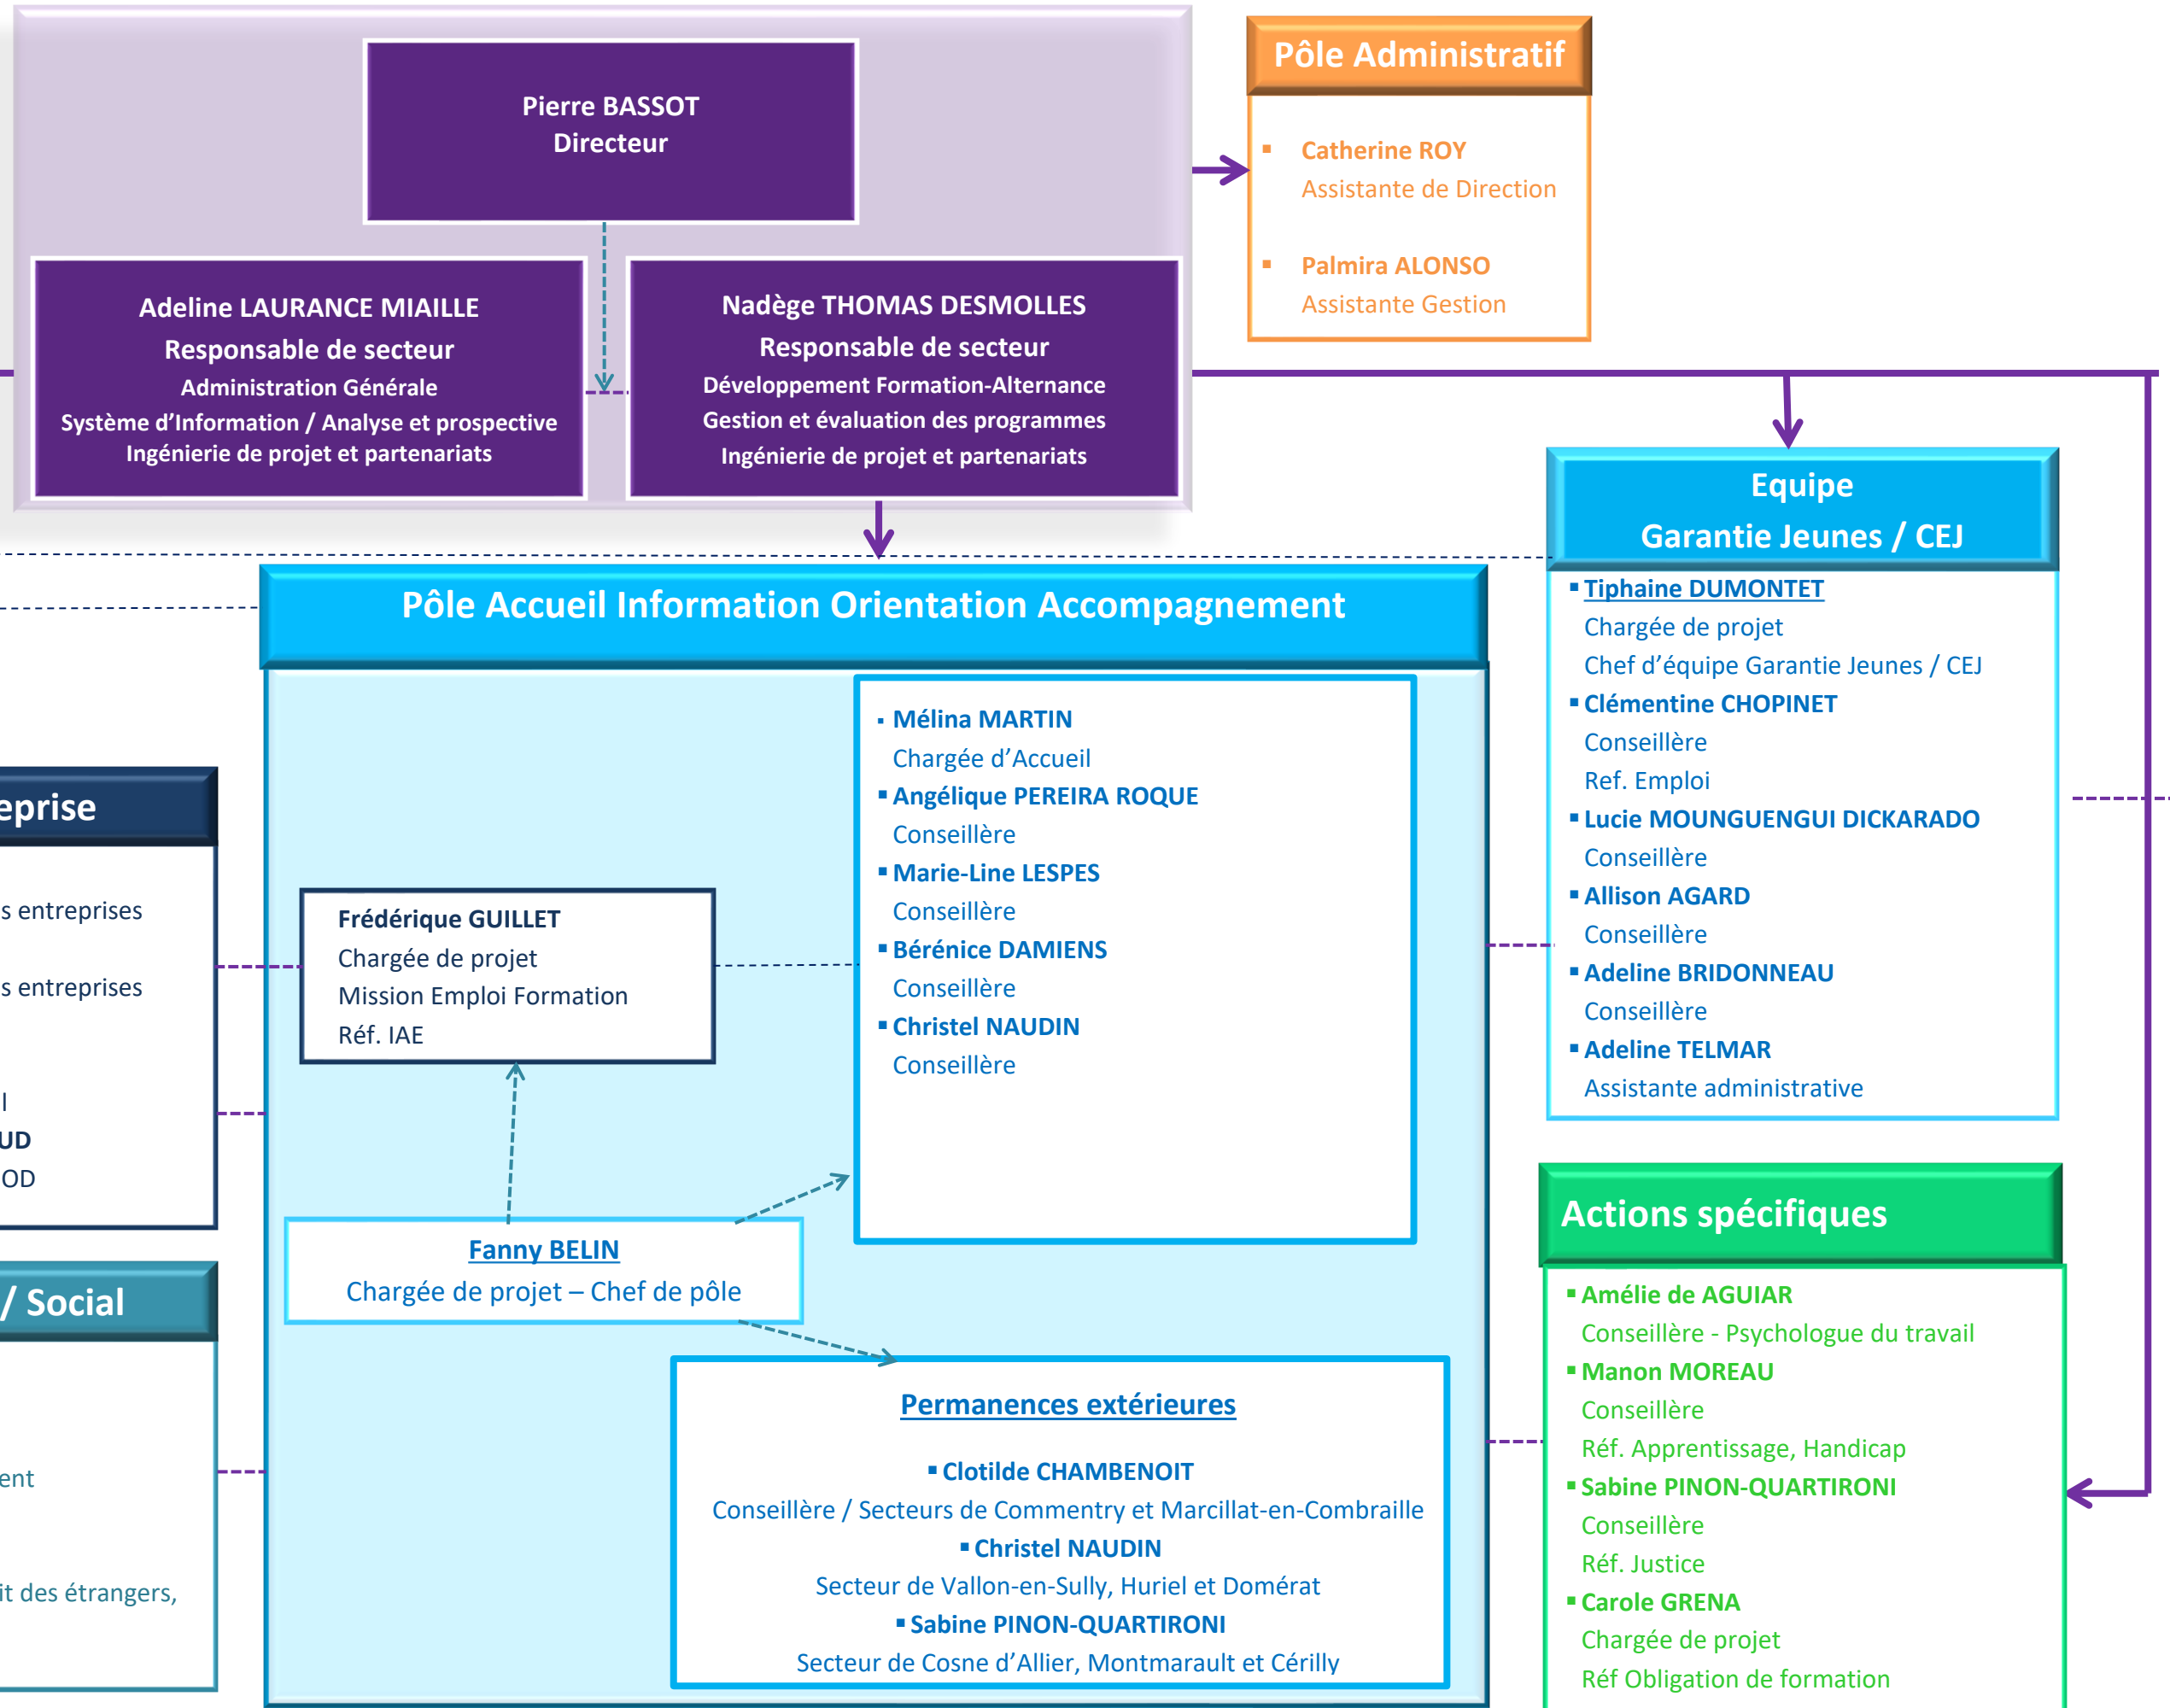 Pierre BASSOT
Directeur
Adeline LAURANCE MIAILLE
Responsable de secteur
Administration Générale
Système d’Information / Analyse et prospective
Ingénierie de projet et partenariats
Nadège THOMAS DESMOLLES
Responsable de secteur
Développement Formation-Alternance
Gestion et évaluation des programmes
Ingénierie de projet et partenariats
Pôle Administratif
▪ Catherine ROY
Assistante de Direction
▪ Palmira ALONSO
Assistante Gestion
Equipe
Garantie Jeunes / CEJ
▪ Tiphaine DUMONTET
Chargée de projet
Chef d’équipe Garantie Jeunes / CEJ
▪ Clémentine CHOPINET
Conseillère
Ref. Emploi
▪ Lucie MOUNGUENGUI DICKARADO
Conseillère
▪ Allison AGARD
Conseillère
▪ Adeline BRIDONNEAU
Conseillère
▪ Adeline TELMAR
Assistante administrative
Pôle Accueil Information Orientation Accompagnement
▪ Mélina MARTIN
Chargée d’Accueil
▪ Angélique PEREIRA ROQUE
Conseillère
▪ Marie-Line LESPES
Conseillère
▪ Bérénice DAMIENS
Conseillère
▪ Christel NAUDIN
Conseillère
Frédérique GUILLET
Chargée de projet
Mission Emploi Formation
Réf. IAE
Fanny BELIN
Chargée de projet – Chef de pôle
Permanences extérieures
▪ Clotilde CHAMBENOIT
Conseillère / Secteurs de Commentry et Marcillat-en-Combraille
▪ Christel NAUDIN
Secteur de Vallon-en-Sully, Huriel et Domérat
▪ Sabine PINON-QUARTIRONI
Secteur de Cosne d’Allier, Montmarault et Cérilly
eprise
s entreprises
s entreprises
l
UD
OD
/ Social
ent
it des étrangers,
Actions spécifiques
▪ Amélie de AGUIAR
Conseillère - Psychologue du travail
▪ Manon MOREAU
Conseillère
Réf. Apprentissage, Handicap
▪ Sabine PINON-QUARTIRONI
Conseillère
Réf. Justice
▪ Carole GRENA
Chargée de projet
Réf Obligation de formation